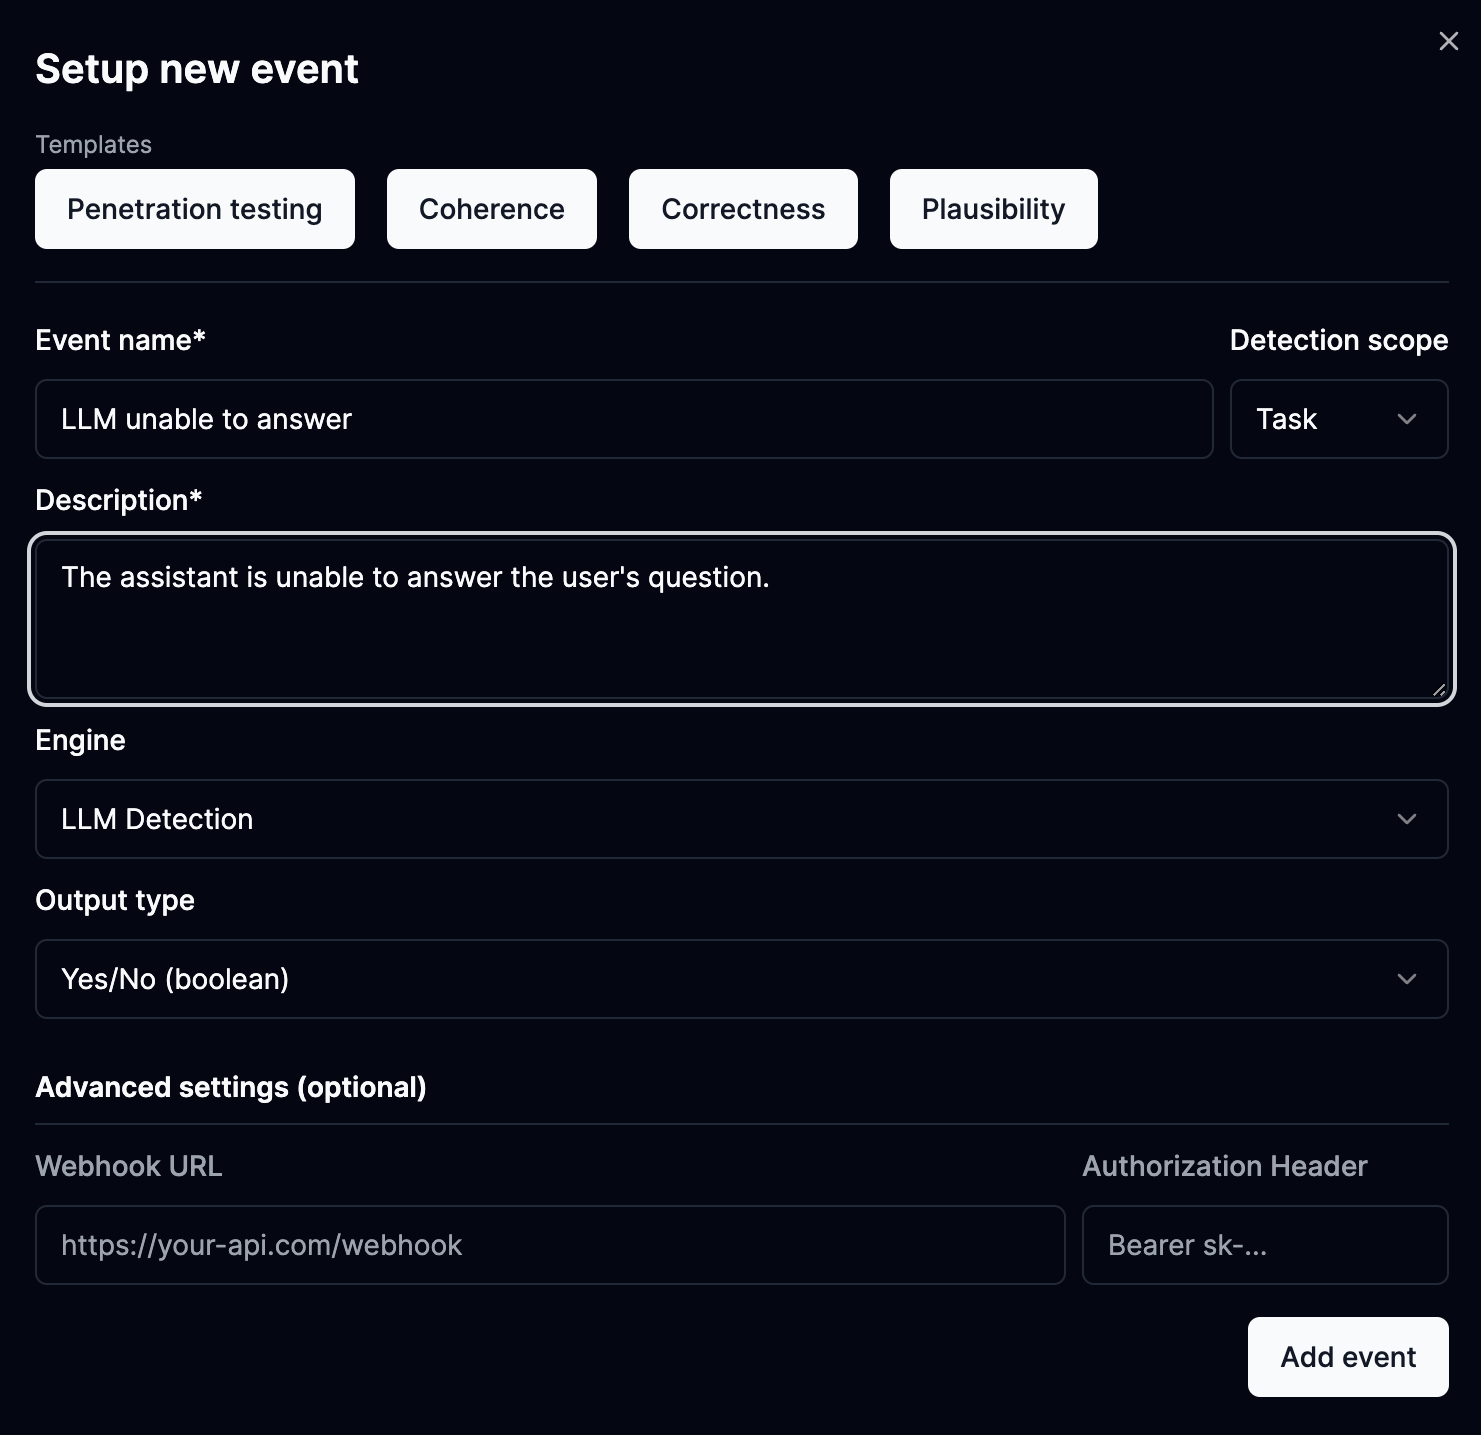 Setup new event
Templates
Penetration testing
Coherence
Correctness
Plausibility
Event name*
Detection scope
LLM unable to answer
Task
Description*
The assistant is unable to answer the user's question.
Engine
LLM Detection
Output type
Yes/No (boolean)
Advanced settings (optional)
Webhook URL
Authorization Header
https://your-api.com/webhook
Bearer sk-...
Add event